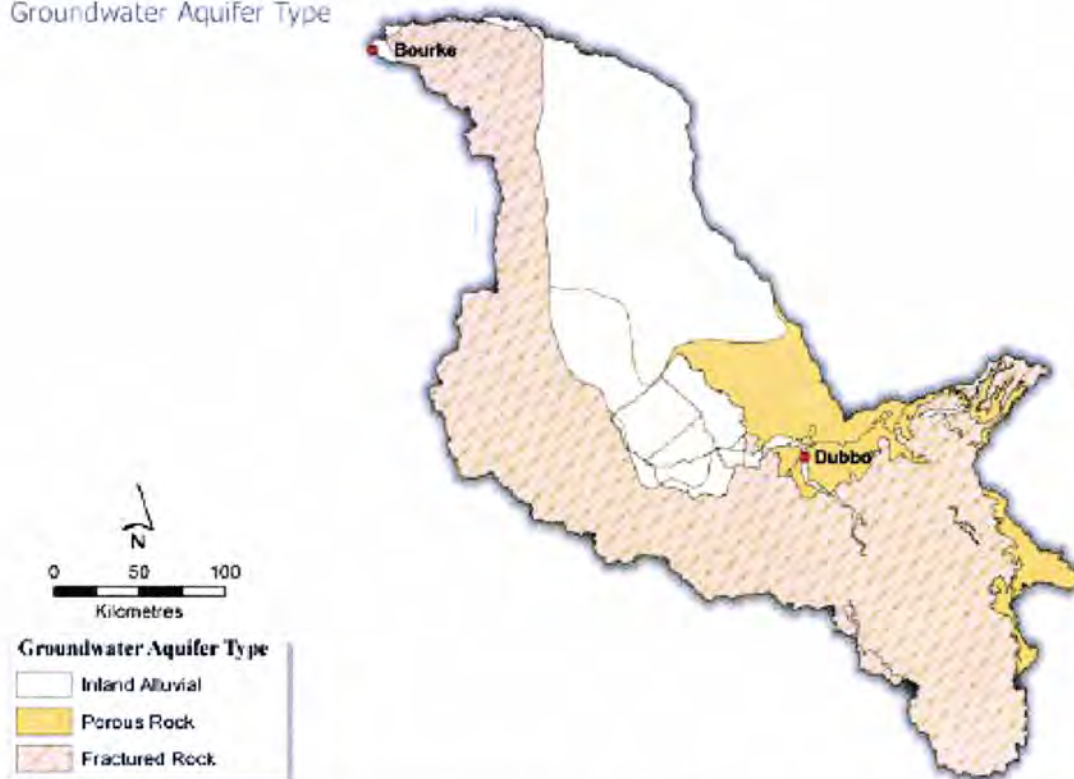 Groundwater Aquifer Type
Bourke
Dubbo
N
0 50 100
Kilometres
Groundwater Aquifer Type
Inland Alluvial
Porous Rock
Fractured Rock